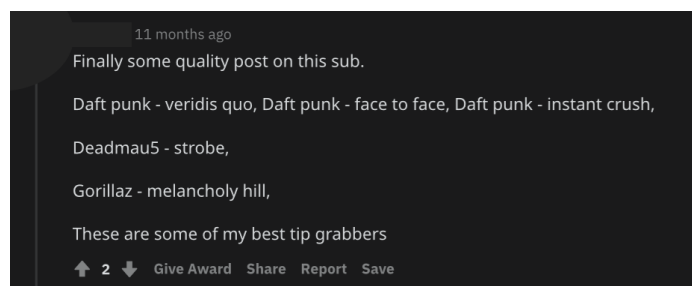 11 months ago
Finally some quality post on this sub.
Daft punk - veridis quo, Daft punk - face to face, Daft punk - instant crush,
Deadmau5 - strobe,
Gorillaz - melancholy hill,
These are some of my best tip grabbers
2 Give Award Share Report Save